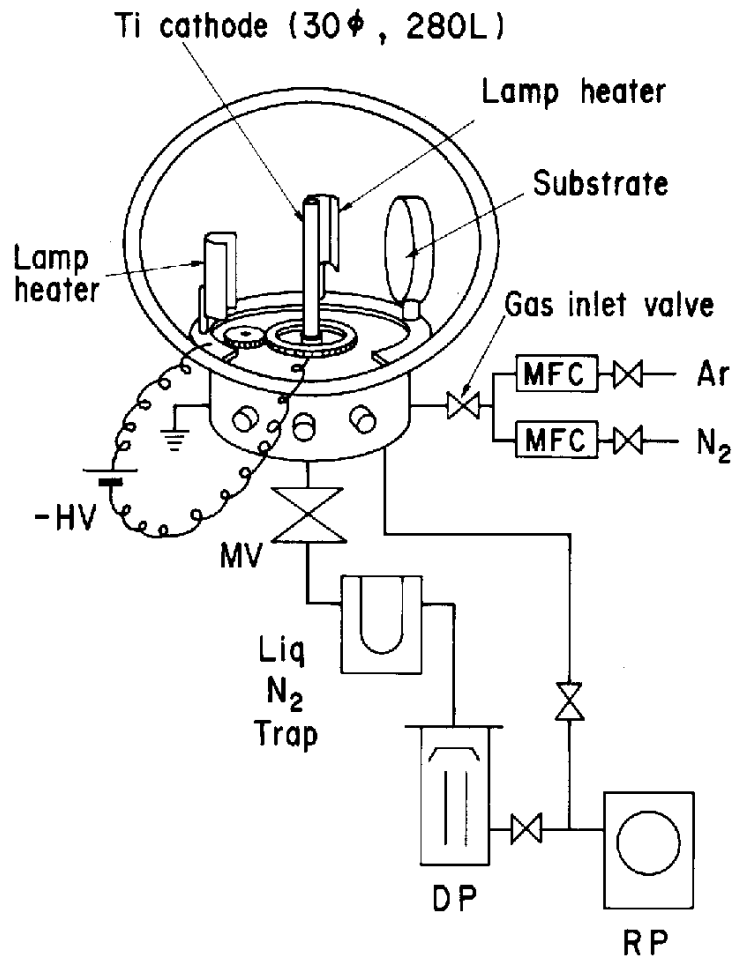 Ti cathode (30φ, 280L)
Lamp heater
Substrate
Lamp
heater
Gas inlet valve
MFC
Ar
MFC
N₂
-HV
MV
Liq
N₂
Trap
DP
RP